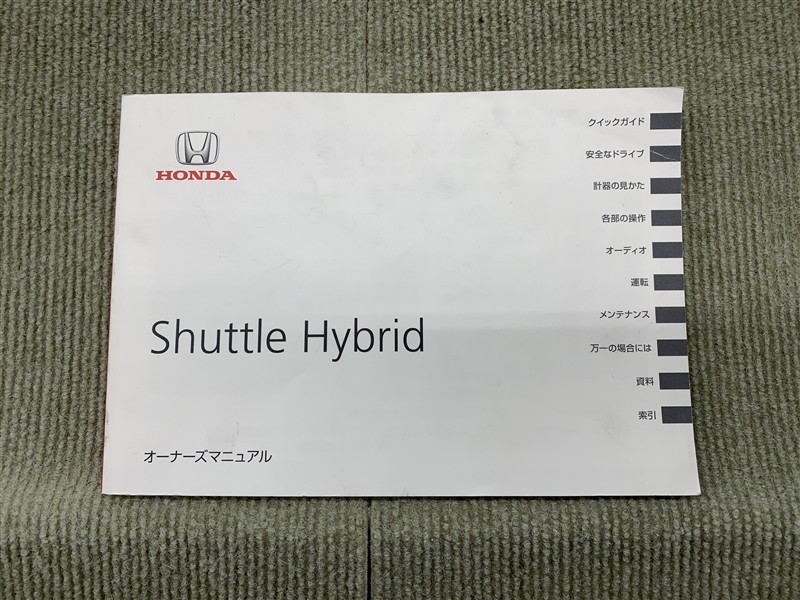 HONDA
Shuttle Hybrid
オーナーズマニュアル
クイックガイド
安全なドライブ
計器の見かた
各部の操作
オーディオ
運転
メンテナンス
万一の場合には
資料
索引